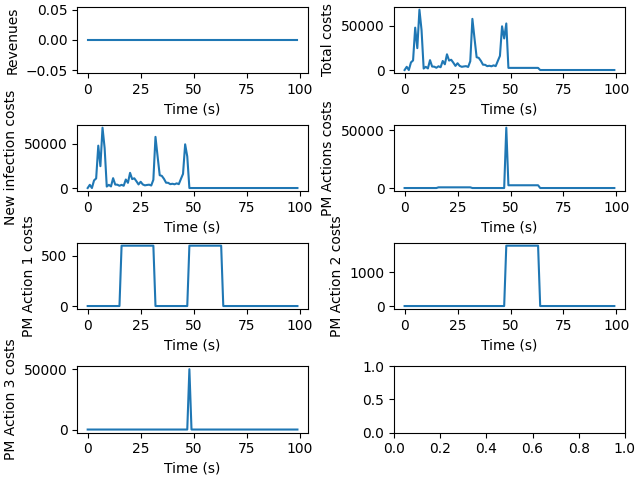 Revenues
0.05
0.00
−0.05
0 25 50 75 100
Time (s)
Total costs
50000
0
0 25 50 75 100
Time (s)
New infection costs
50000
0
0 25 50 75 100
Time (s)
PM Actions costs
50000
0
0 25 50 75 100
Time (s)
PM Action 1 costs
500
0
0 25 50 75 100
Time (s)
PM Action 2 costs
1000
0
0 25 50 75 100
Time (s)
PM Action 3 costs
50000
0
0 25 50 75 100
Time (s)
1.0
0.5
0.0
0.0 0.2 0.4 0.6 0.8 1.0